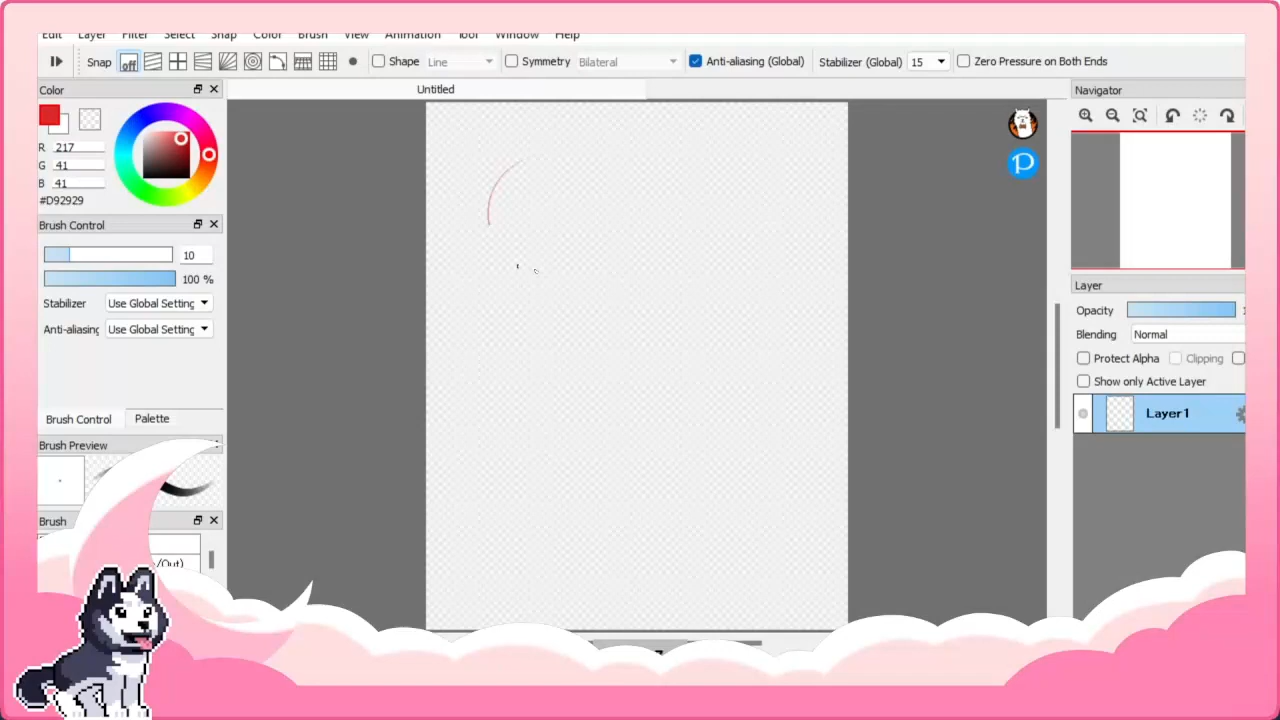 Edit Layer Filter Select Snap Color Brush View Animation Tool Window Help
Snap off Shape Line Symmetry Bilateral Anti-aliasing (Global) Stabilizer (Global) 15 Zero Pressure on Both Ends
Color
Untitled
Navigator
R 217
G 41
B 41
#D92929
Brush Control
10
100 %
Stabilizer Use Global Setting
Anti-aliasing Use Global Setting
Brush Control Palette
Brush Preview
Brush
/Out)
Layer
Opacity
Blending Normal
Protect Alpha Clipping
Show only Active Layer
Layer1